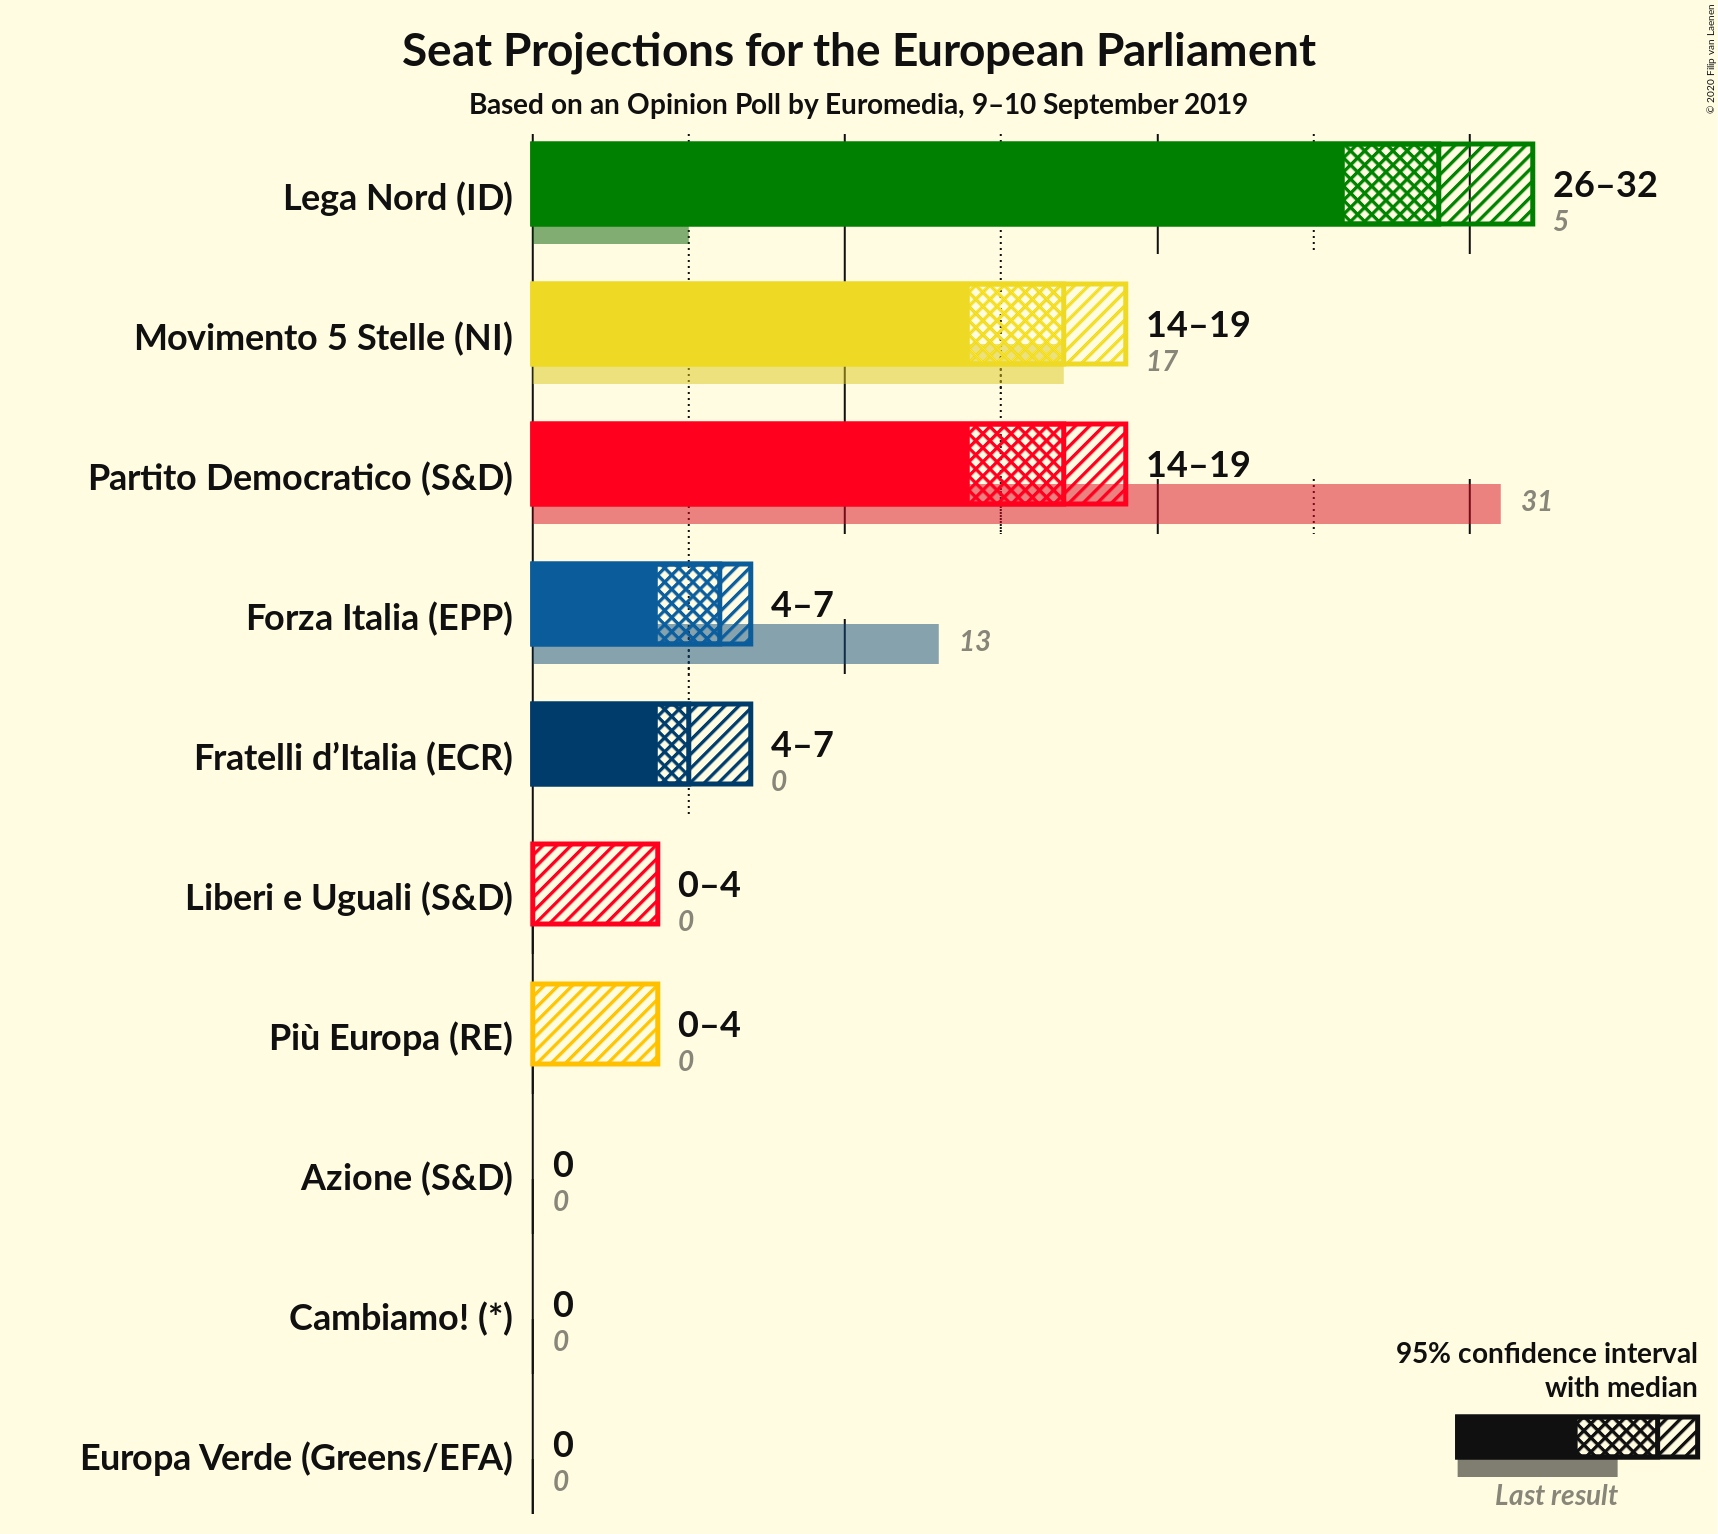 Seat Projections for the European Parliament
Based on an Opinion Poll by Euromedia, 9–10 September 2019
© 2020 Filip van Laenen
Lega Nord (ID)
26–32
5
Movimento 5 Stelle (NI)
14–19
17
Partito Democratico (S&D)
14–19
31
Forza Italia (EPP)
4–7
13
Fratelli d’Italia (ECR)
4–7
0
Liberi e Uguali (S&D)
0–4
0
Più Europa (RE)
0–4
0
Azione (S&D)
0
0
Cambiamo! (*)
0
0
Europa Verde (Greens/EFA)
0
0
95% confidence interval
with median
Last result